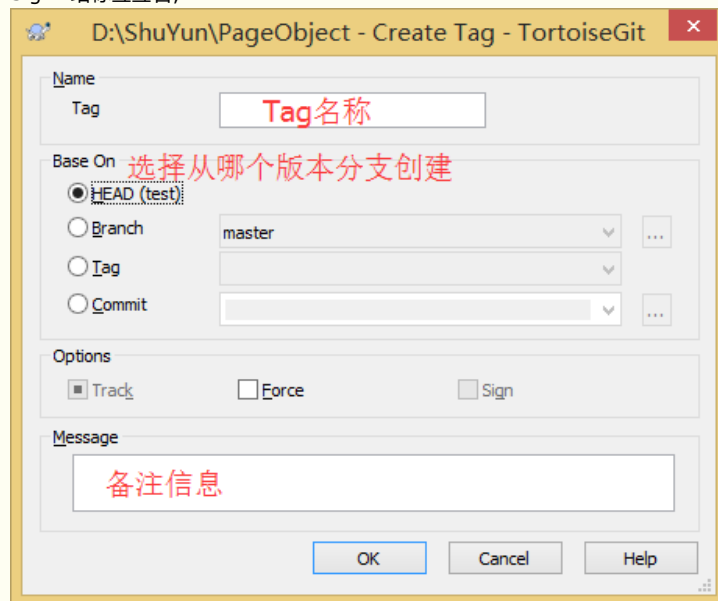 D:\ShuYun\PageObject - Create Tag - TortoiseGit
Name
Tag
Tag名称
Base On
选择从哪个版本分支创建
HEAD (test)
Branch
master
...
Tag
Commit
...
Options
Track
Force
Sign
Message
备注信息
OK
Cancel
Help